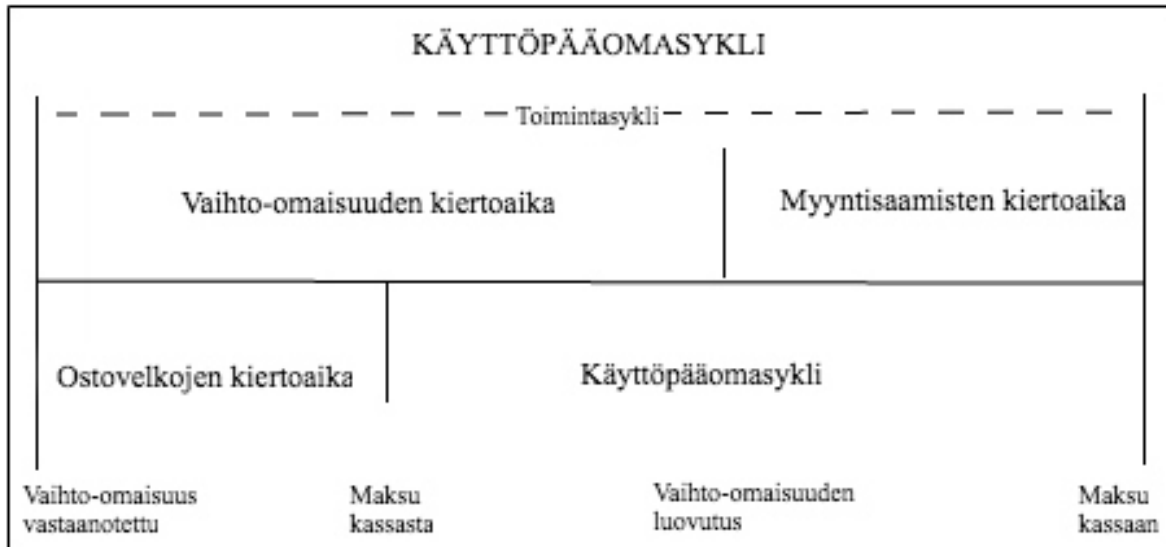 KÄYTTÖPÄÄOMASYKLI
Toimintasykli
Vaihto-omaisuuden kiertoaika
Myyntisaamisten kiertoaika
Ostovelkojen kiertoaika
Käyttöpääomasykli
Vaihto-omaisuus
vastaanotettu
Maksu
kassasta
Vaihto-omaisuuden
luovutus
Maksu
kassaan